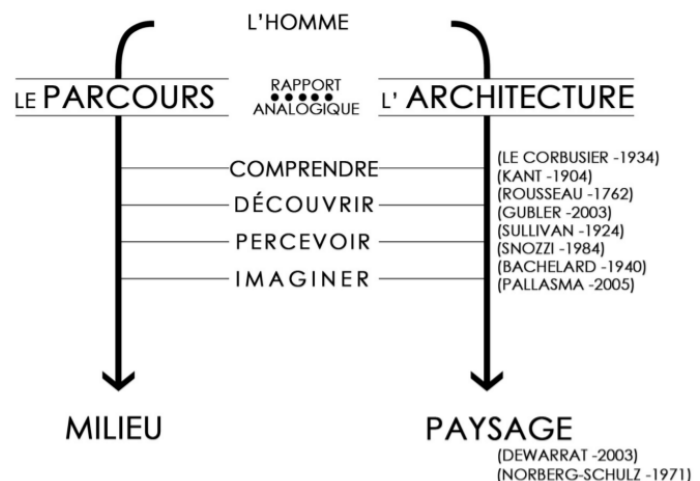 L'HOMME
LE PARCOURS
RAPPORT
ANALOGIQUE
L' ARCHITECTURE
COMPRENDRE
DÉCOUVRIR
PERCEVOIR
IMAGINER
(LE CORBUSIER -1934)
(KANT -1904)
(ROUSSEAU -1762)
(GUBLER -2003)
(SULLIVAN -1924)
(SNOZZI -1984)
(BACHELARD -1940)
(PALLASMA -2005)
MILIEU
PAYSAGE
(DEWARRAT -2003)
(NORBERG-SCHULZ -1971)